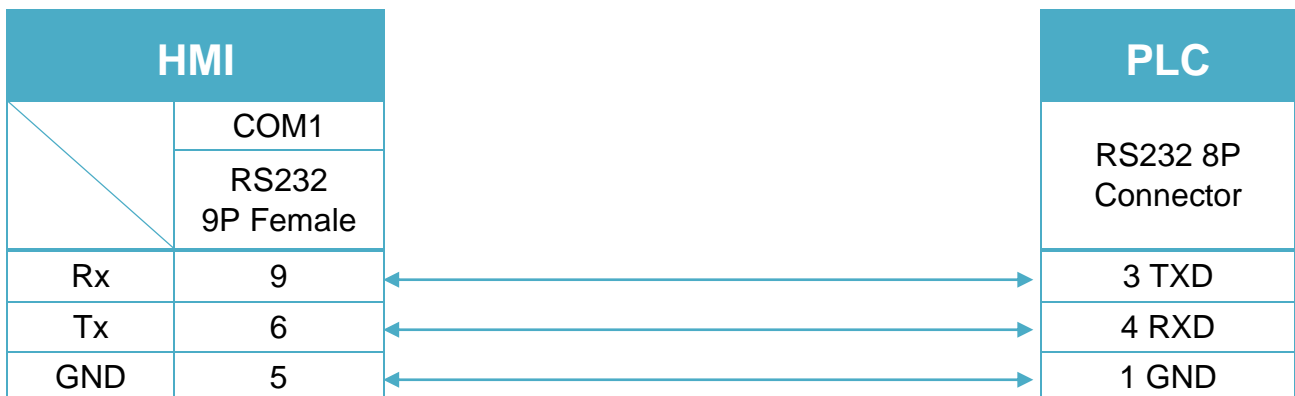 HMI
PLC
COM1
RS232
9P Female
RS232 8P
Connector
Rx 9 3 TXD
Tx 6 4 RXD
GND 5 1 GND